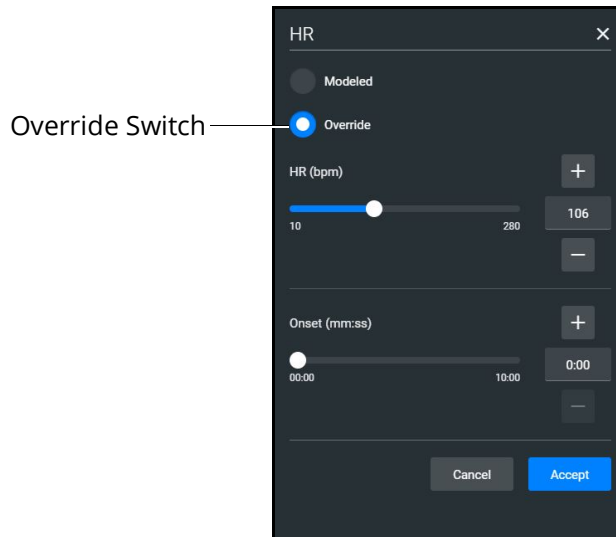 HR
Modeled
Override Switch
Override
HR (bpm)
106
10 280
Onset (mm:ss)
0:00
00:00 10:00
Cancel Accept